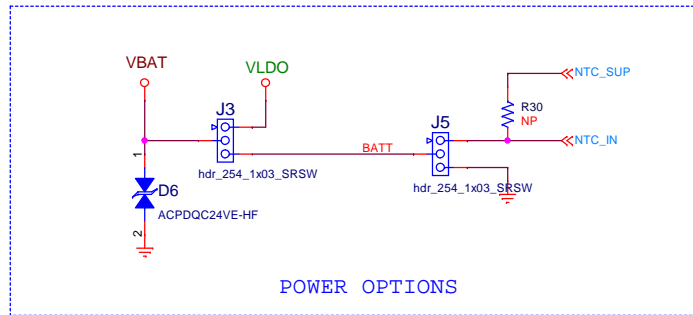 VBAT
VLDO
NTC_SUP
J3
J5
R30
NP
NTC_IN
BATT
1
hdr_254_1x03_SRSW
hdr_254_1x03_SRSW
D6
ACPDQC24VE-HF
2
POWER OPTIONS